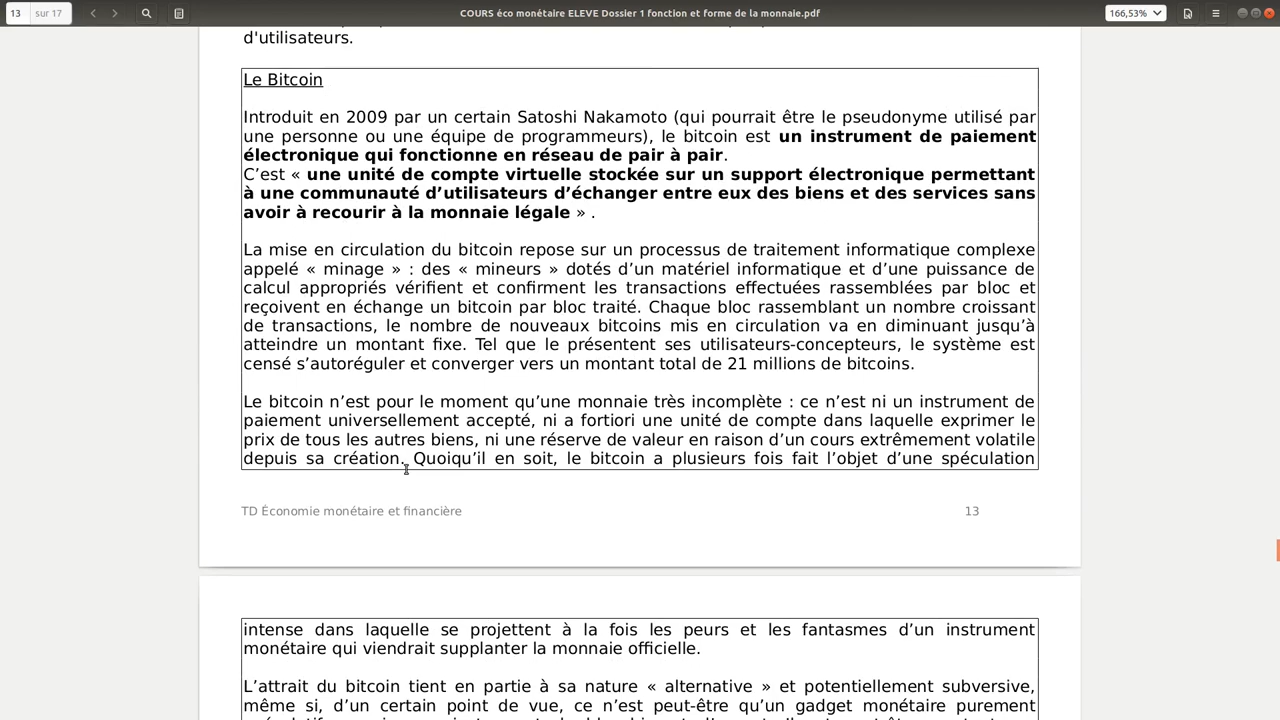 13 sur 17 COURS éco monétaire ELEVE Dossier 1 fonction et forme de la monnaie.pdf 166,53%
d'utilisateurs.
Le Bitcoin
Introduit en 2009 par un certain Satoshi Nakamoto (qui pourrait être le pseudonyme utilisé par
une personne ou une équipe de programmeurs), le bitcoin est un instrument de paiement
électronique qui fonctionne en réseau de pair à pair.
C’est « une unité de compte virtuelle stockée sur un support électronique permettant
à une communauté d’utilisateurs d’échanger entre eux des biens et des services sans
avoir à recourir à la monnaie légale » .
La mise en circulation du bitcoin repose sur un processus de traitement informatique complexe
appelé « minage » : des « mineurs » dotés d’un matériel informatique et d’une puissance de
calcul appropriés vérifient et confirment les transactions effectuées rassemblées par bloc et
reçoivent en échange un bitcoin par bloc traité. Chaque bloc rassemblant un nombre croissant
de transactions, le nombre de nouveaux bitcoins mis en circulation va en diminuant jusqu’à
atteindre un montant fixe. Tel que le présentent ses utilisateurs-concepteurs, le système est
censé s’autoréguler et converger vers un montant total de 21 millions de bitcoins.
Le bitcoin n’est pour le moment qu’une monnaie très incomplète : ce n’est ni un instrument de
paiement universellement accepté, ni a fortiori une unité de compte dans laquelle exprimer le
prix de tous les autres biens, ni une réserve de valeur en raison d’un cours extrêmement volatile
depuis sa création. Quoiqu’il en soit, le bitcoin a plusieurs fois fait l’objet d’une spéculation
TD Économie monétaire et financière 13
intense dans laquelle se projettent à la fois les peurs et les fantasmes d’un instrument
monétaire qui viendrait supplanter la monnaie officielle.
L’attrait du bitcoin tient en partie à sa nature « alternative » et potentiellement subversive,
même si, d’un certain point de vue, ce n’est peut-être qu’un gadget monétaire purement